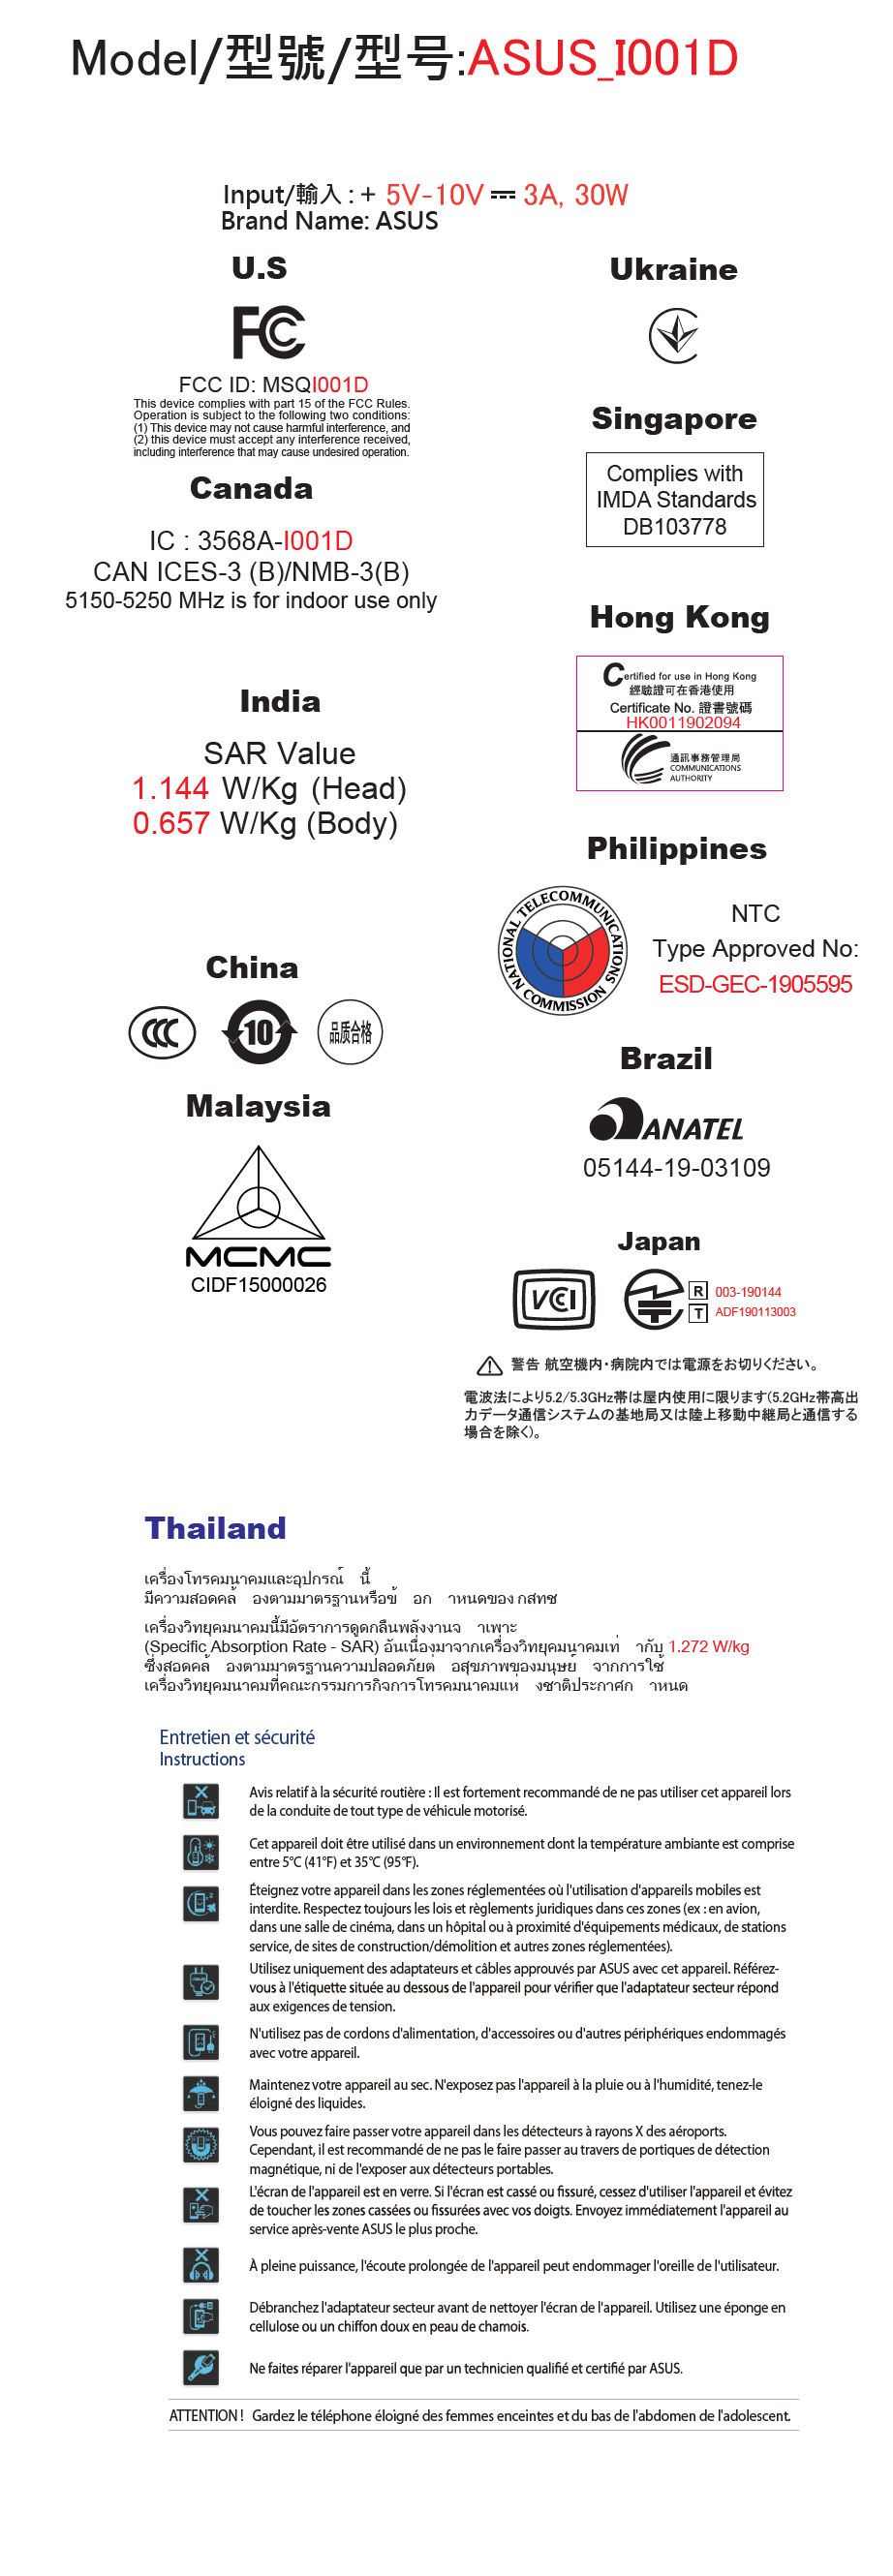 Model/型號/型号:ASUS_I001D
Input/輸入 : + 5V-10V ⎓ 3A, 30W
Brand Name: ASUS
U.S
FC
FCC ID: MSQI001D
This device complies with part 15 of the FCC Rules.
Operation is subject to the following two conditions:
(1) This device may not cause harmful interference, and
(2) this device must accept any interference received,
including interference that may cause undesired operation.
Canada
IC : 3568A-I001D
CAN ICES-3 (B)/NMB-3(B)
5150-5250 MHz is for indoor use only
India
SAR Value
1.144 W/Kg (Head)
0.657 W/Kg (Body)
China
CCC
10
品质合格
Malaysia
MCMC
CIDF15000026
Ukraine
Singapore
Complies with
IMDA Standards
DB103778
Hong Kong
Certified for use in Hong Kong
經驗證可在香港使用
Certificate No. 證書號碼
HK0011902094
通訊事務管理局
COMMUNICATIONS
AUTHORITY
Philippines
NATIONAL TELECOMMUNICATIONS COMMISSION
NTC
Type Approved No:
ESD-GEC-1905595
Brazil
ANATEL
05144-19-03109
Japan
VCCI
R 003-190144
T ADF190113003
警告 航空機内・病院内では電源をお切りください。
電波法により5.2/5.3GHz帯は屋内使用に限ります(5.2GHz帯高出
力データ通信システムの基地局又は陸上移動中継局と通信する
場合を除く)。
Thailand
เครื่องโทรคมนาคมและอุปกรณ์ นี้
มีความสอดคล้ องตามมาตรฐานหรือข้ อก าหนดของ กสทช
เครื่องวิทยุคมนาคมนี้มีอัตราการดูดกลืนพลังงานจ าเพาะ
(Specific Absorption Rate - SAR) อันเนื่องมาจากเครื่องวิทยุคมนาคมเท่ ากับ 1.272 W/kg
ซึ่งสอดคล้ องตามมาตรฐานความปลอดภัยต่ อสุขภาพของมนุษย์ จากการใช้
เครื่องวิทยุคมนาคมที่คณะกรรมการกิจการโทรคมนาคมแห่ งชาติประกาศก าหนด
Entretien et sécurité
Instructions
Avis relatif à la sécurité routière : Il est fortement recommandé de ne pas utiliser cet appareil lors
de la conduite de tout type de véhicule motorisé.
Cet appareil doit être utilisé dans un environnement dont la température ambiante est comprise
entre 5°C (41°F) et 35°C (95°F).
Éteignez votre appareil dans les zones réglementées où l'utilisation d'appareils mobiles est
interdite. Respectez toujours les lois et règlements juridiques dans ces zones (ex : en avion,
dans une salle de cinéma, dans un hôpital ou à proximité d'équipements médicaux, de stations
service, de sites de construction/démolition et autres zones réglementées).
Utilisez uniquement des adaptateurs et câbles approuvés par ASUS avec cet appareil. Référez-
vous à l'étiquette située au dessous de l'appareil pour vérifier que l'adaptateur secteur répond
aux exigences de tension.
N'utilisez pas de cordons d'alimentation, d'accessoires ou d'autres périphériques endommagés
avec votre appareil.
Maintenez votre appareil au sec. N'exposez pas l'appareil à la pluie ou à l'humidité, tenez-le
éloigné des liquides.
Vous pouvez faire passer votre appareil dans les détecteurs à rayons X des aéroports.
Cependant, il est recommandé de ne pas le faire passer au travers de portiques de détection
magnétique, ni de l'exposer aux détecteurs portables.
L'écran de l'appareil est en verre. Si l'écran est cassé ou fissuré, cessez d'utiliser l'appareil et évitez
de toucher les zones cassées ou fissurées avec vos doigts. Envoyez immédiatement l'appareil au
service après-vente ASUS le plus proche.
À pleine puissance, l'écoute prolongée de l'appareil peut endommager l'oreille de l'utilisateur.
Débranchez l'adaptateur secteur avant de nettoyer l'écran de l'appareil. Utilisez une éponge en
cellulose ou un chiffon doux en peau de chamois.
Ne faites réparer l'appareil que par un technicien qualifié et certifié par ASUS.
ATTENTION ! Gardez le téléphone éloigné des femmes enceintes et du bas de l'abdomen de l'adolescent.